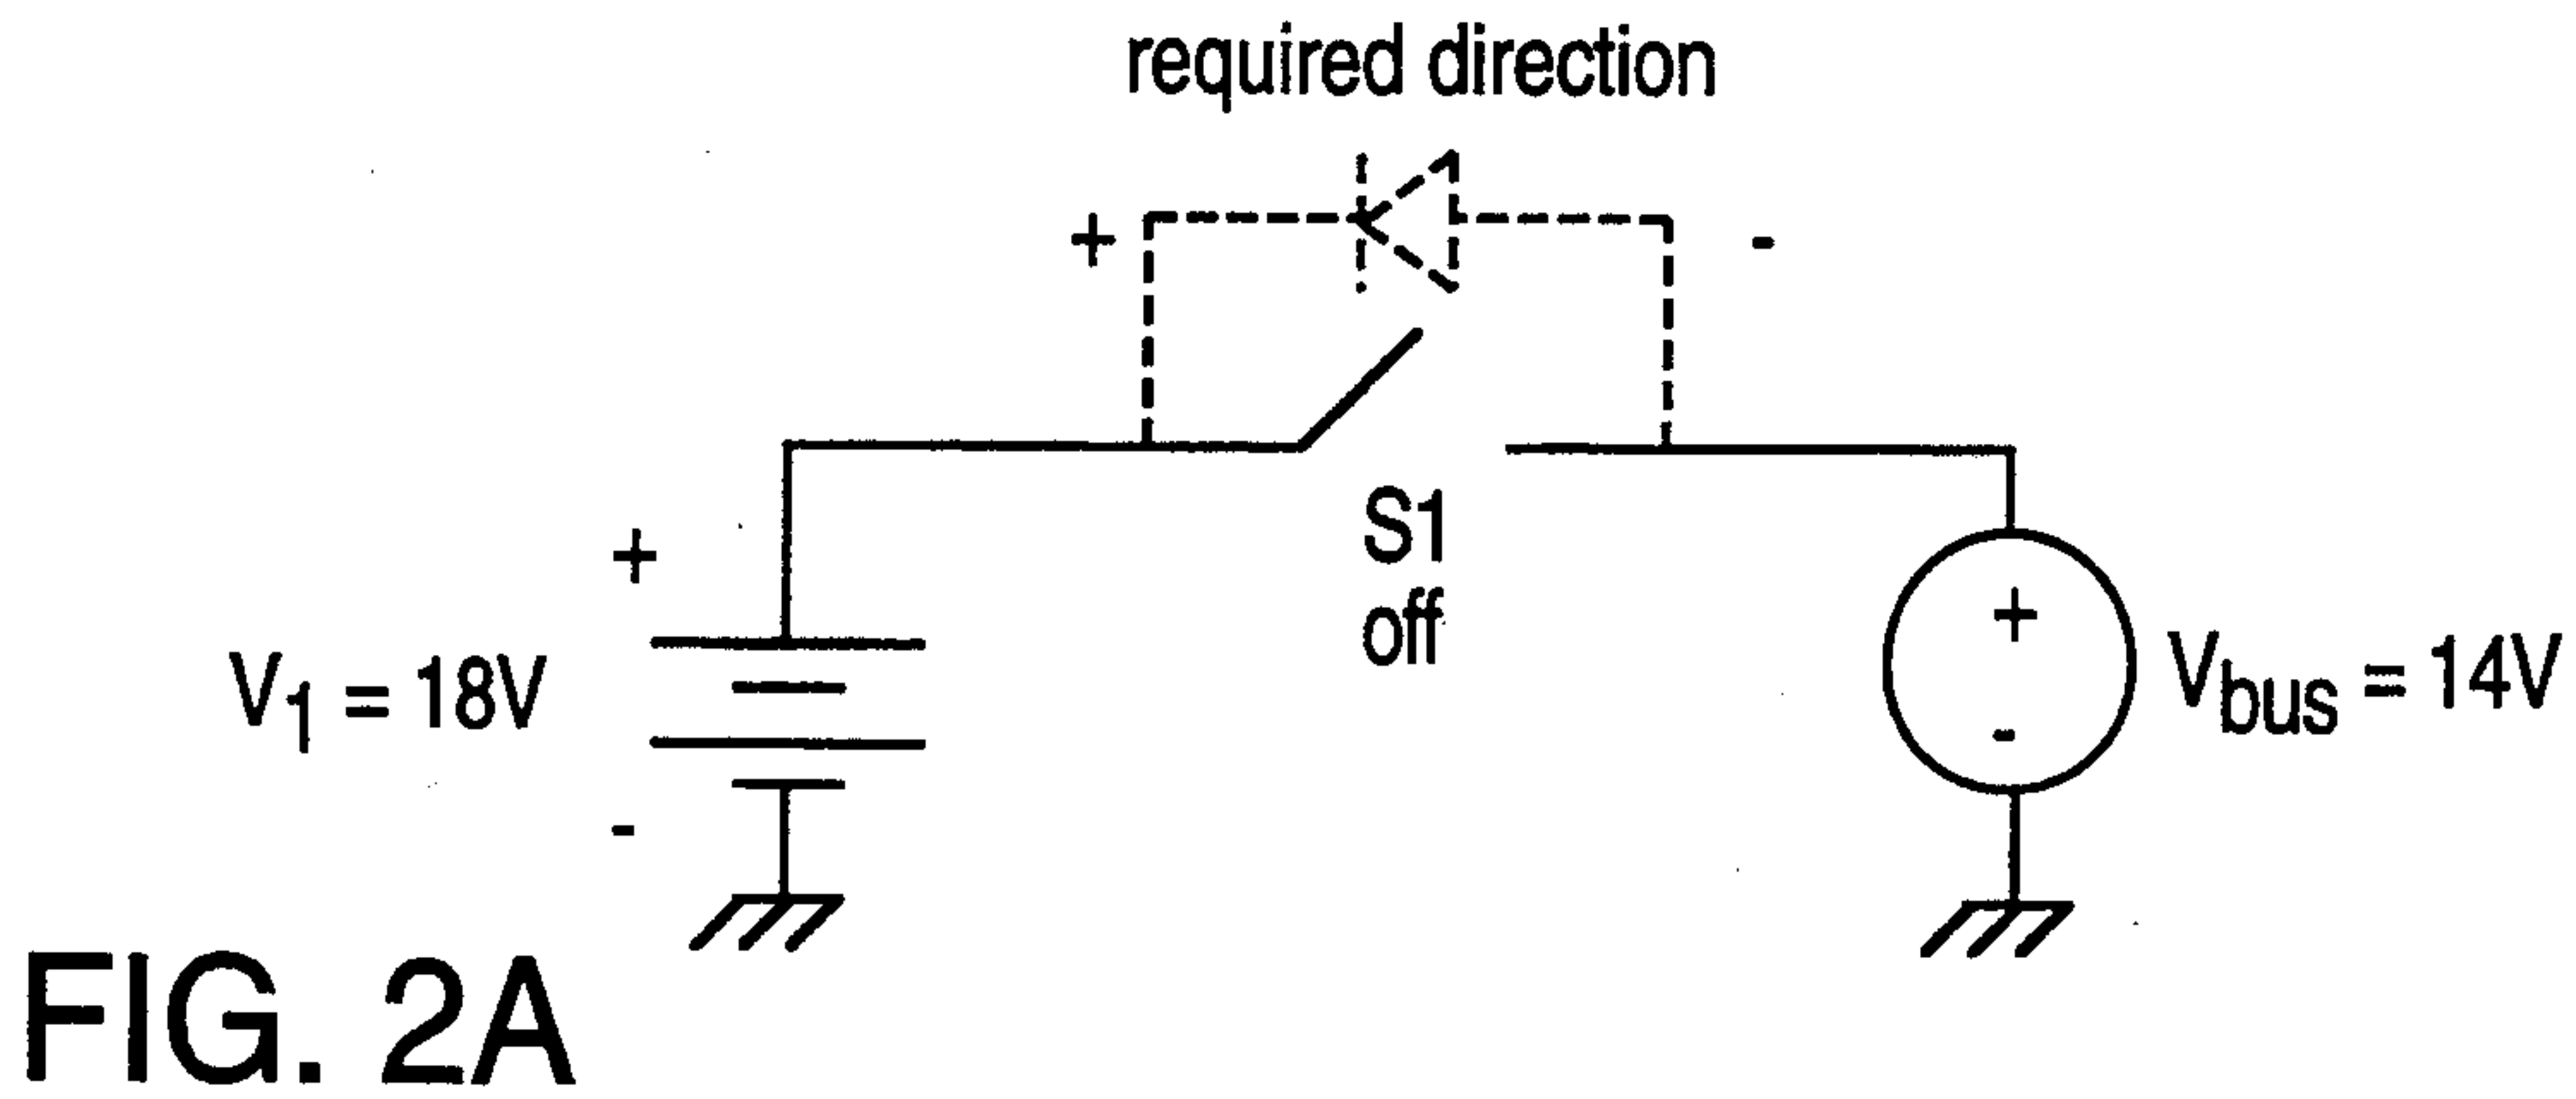 required direction
+ -
S1
off
+
V1 = 18V
-
+
-
Vbus = 14V
FIG. 2A